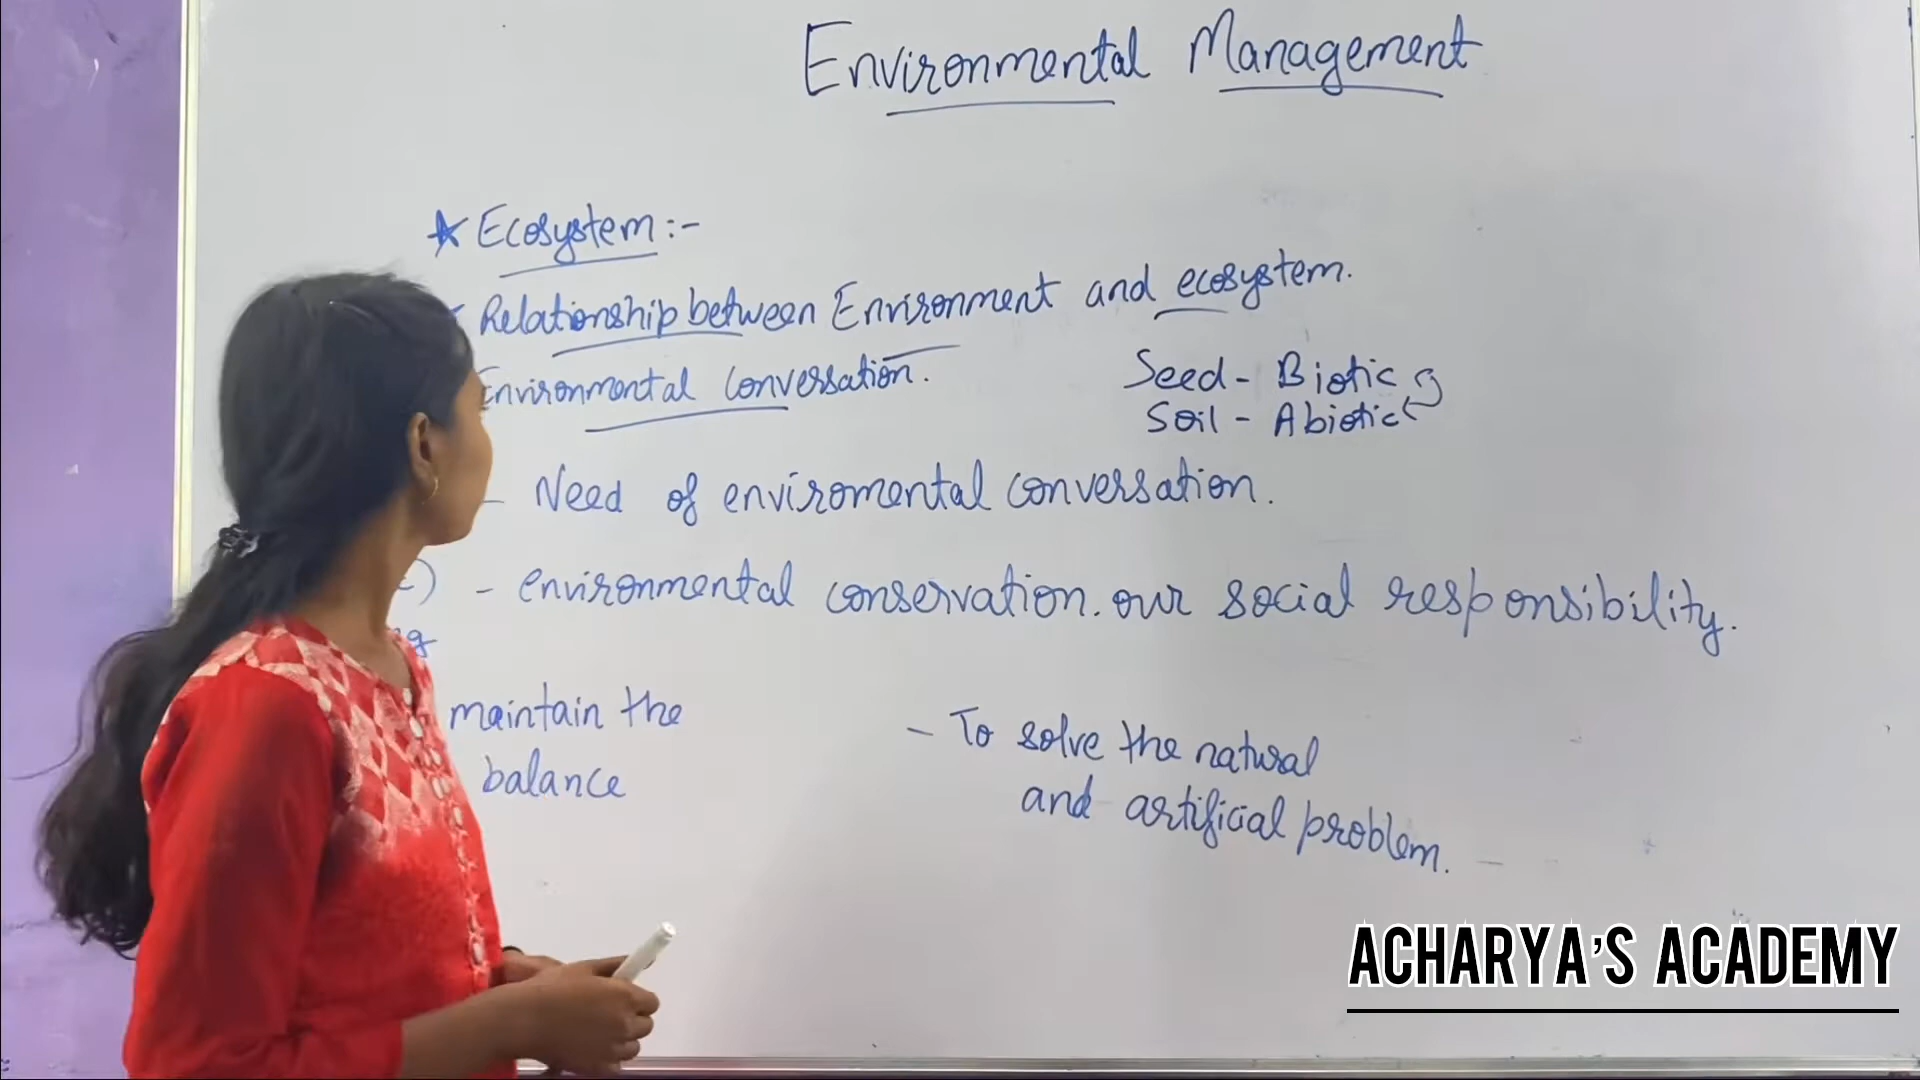 Environmental Management
★ Ecosystem :-
Relationship between Environment and ecosystem.
Environmental Conversation.
Seed - Biotic
Soil - Abiotic
- Need of enviromental conversation.
- environmental conservation. our social responsibility.
maintain the
balance
- To solve the natural
and artificial problem. -
ACHARYA'S ACADEMY